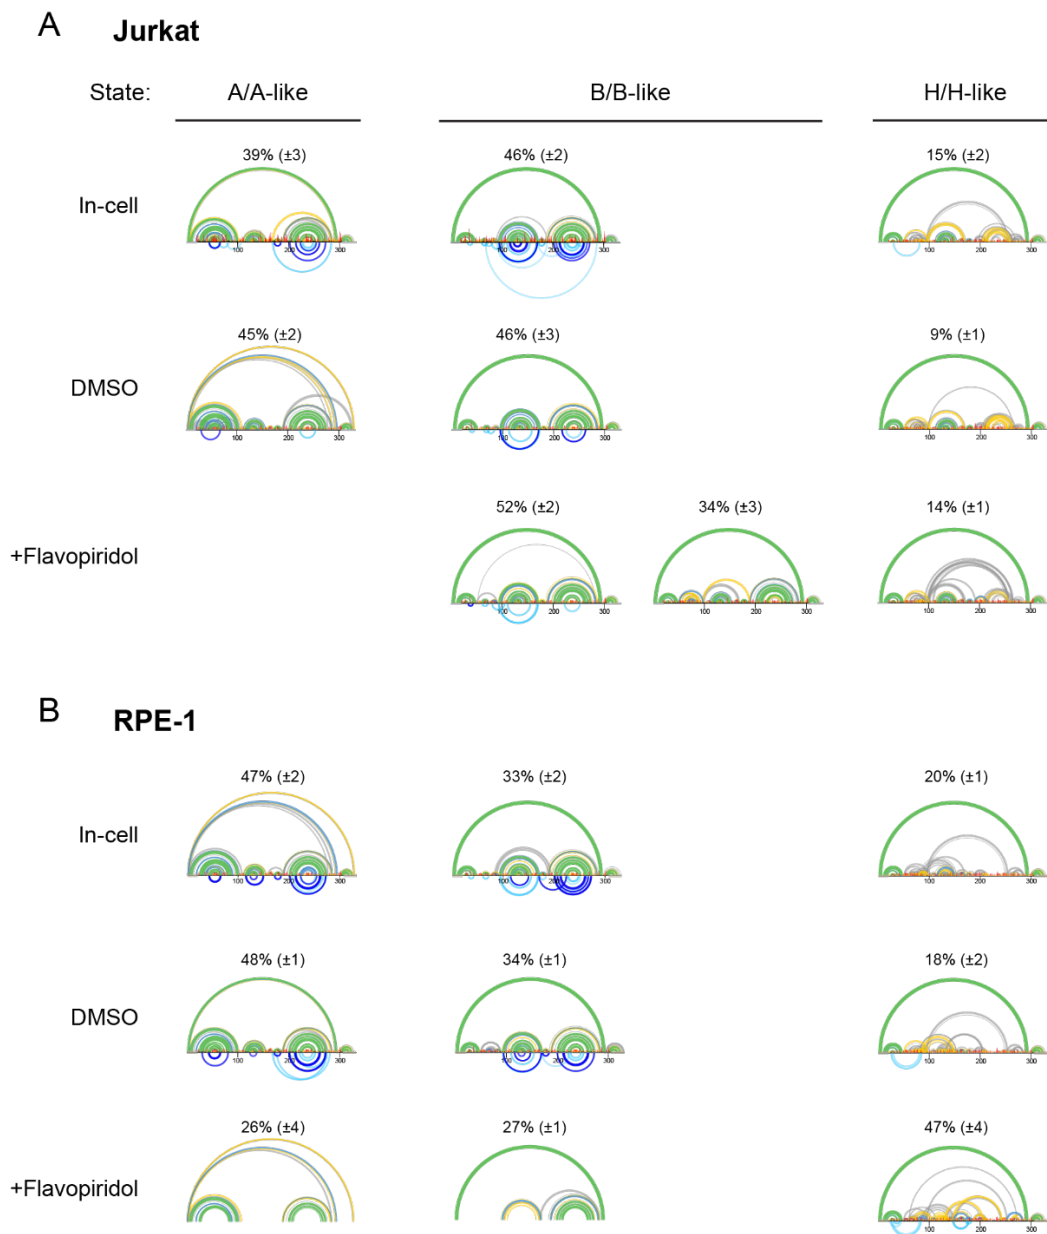 A Jurkat
State: A/A-like B/B-like H/H-like
39% (±3) 46% (±2) 15% (±2)
In-cell
100 200 300 100 200 300 100 200 300
45% (±2) 46% (±3) 9% (±1)
DMSO
100 200 300 100 200 300 100 200 300
52% (±2) 34% (±3) 14% (±1)
+Flavopiridol
100 200 300 100 200 300 100 200 300
B RPE-1
47% (±2) 33% (±2) 20% (±1)
In-cell
100 200 300 100 200 300 100 200 300
48% (±1) 34% (±1) 18% (±2)
DMSO
100 200 300 100 200 300 100 200 300
26% (±4) 27% (±1) 47% (±4)
+Flavopiridol
100 200 300